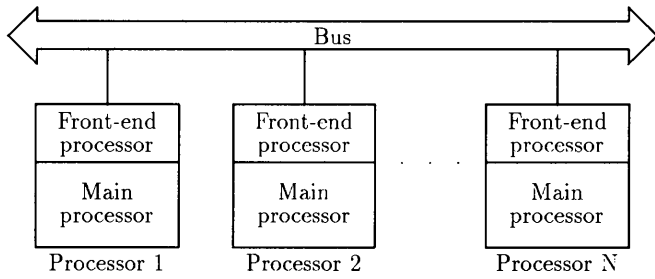 Bus
Front-end
processor
Main
processor
Processor 1
Front-end
processor
Main
processor
Processor 2
. . .
Front-end
processor
Main
processor
Processor N